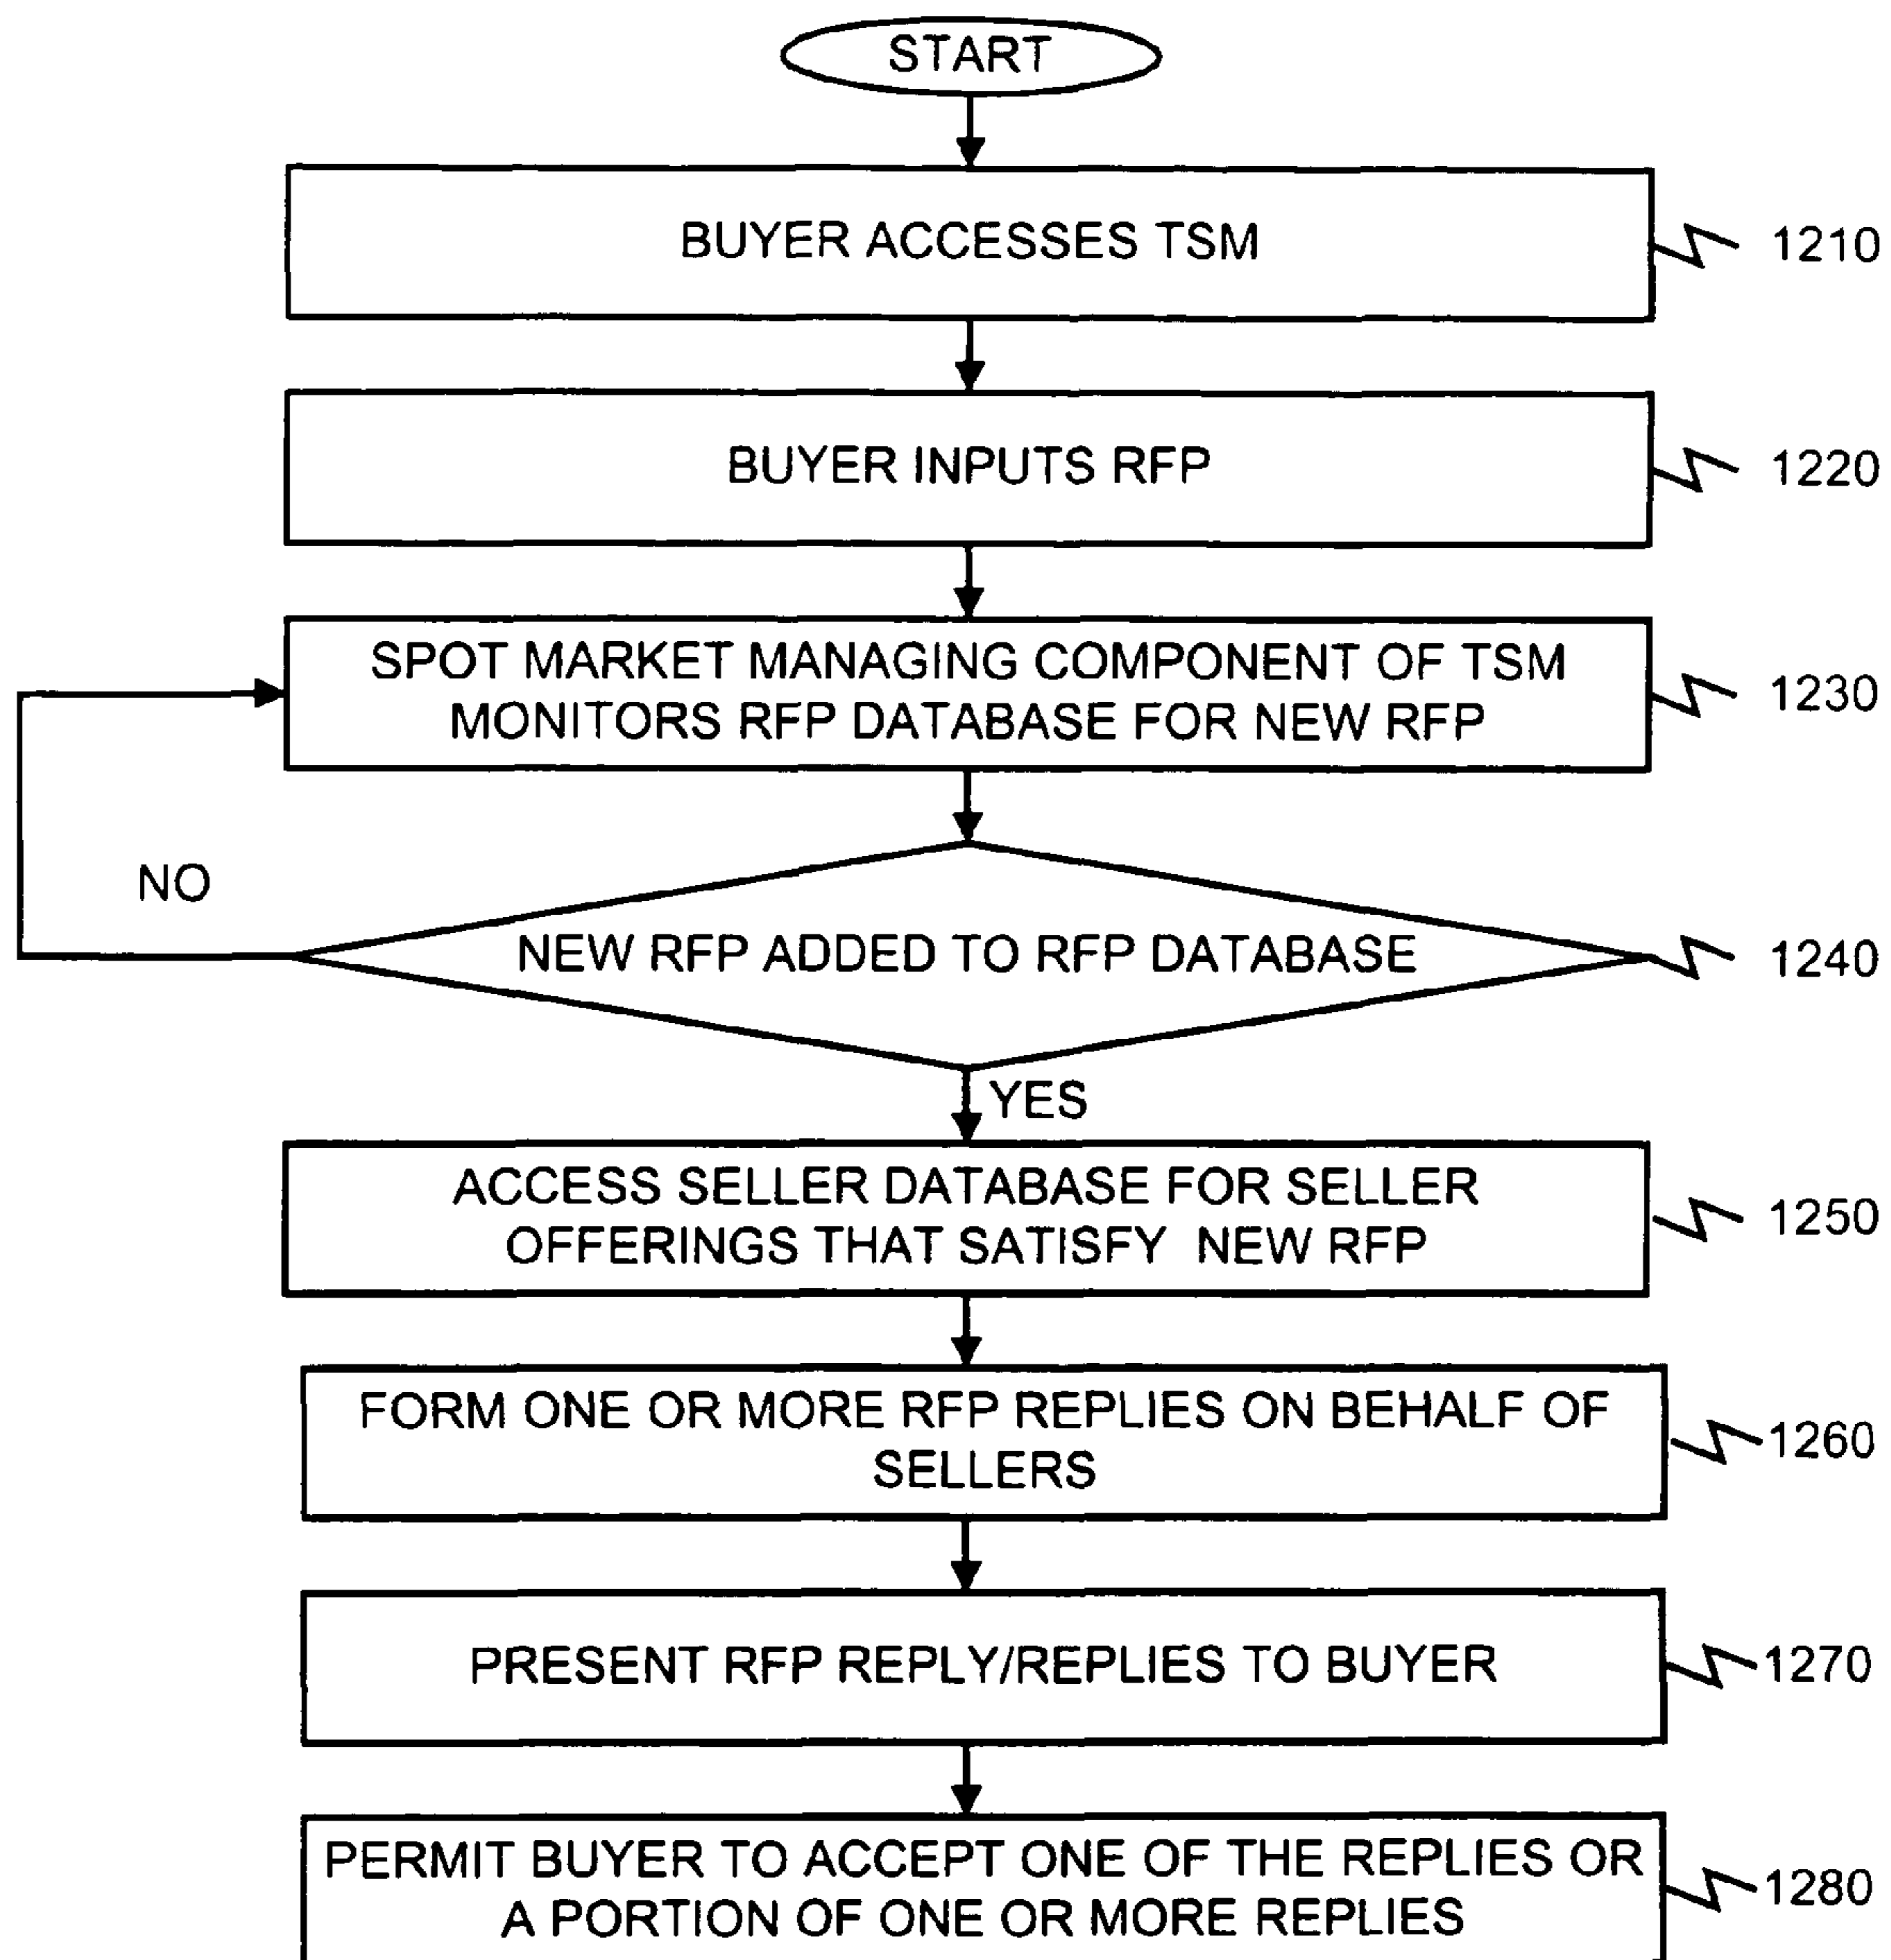 START
BUYER ACCESSES TSM
1210
BUYER INPUTS RFP
1220
SPOT MARKET MANAGING COMPONENT OF TSM
MONITORS RFP DATABASE FOR NEW RFP
1230
NO
NEW RFP ADDED TO RFP DATABASE
1240
YES
ACCESS SELLER DATABASE FOR SELLER
OFFERINGS THAT SATISFY NEW RFP
1250
FORM ONE OR MORE RFP REPLIES ON BEHALF OF
SELLERS
1260
PRESENT RFP REPLY/REPLIES TO BUYER
1270
PERMIT BUYER TO ACCEPT ONE OF THE REPLIES OR
A PORTION OF ONE OR MORE REPLIES
1280